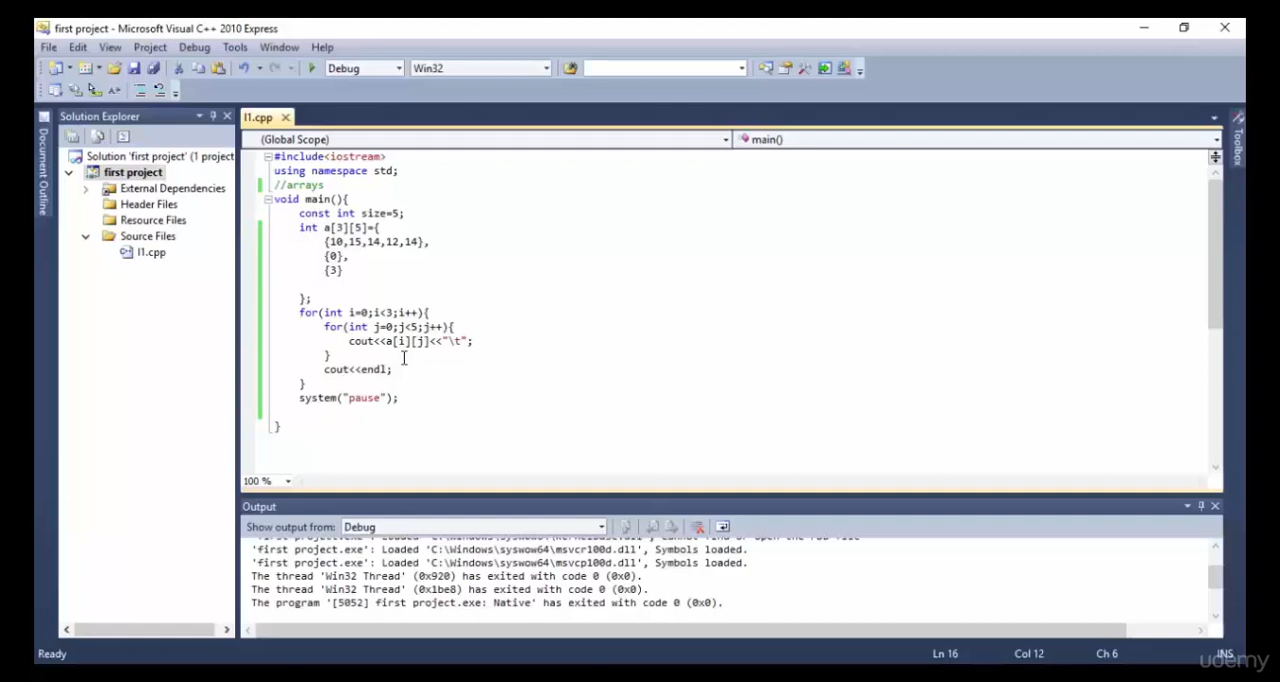 first project - Microsoft Visual C++ 2010 Express
File Edit View Project Debug Tools Window Help
Debug Win32
Solution Explorer
l1.cpp
(Global Scope)
main()
Document Outline
Toolbox
Solution 'first project' (1 project
first project
External Dependencies
Header Files
Resource Files
Source Files
l1.cpp
#include<iostream>
using namespace std;
//arrays
void main(){
const int size=5;
int a[3][5]={
{10,15,14,12,14},
{0},
{3}
};
for(int i=0;i<3;i++){
for(int j=0;j<5;j++){
cout<<a[i][j]<<"\t";
}
cout<<endl;
}
system("pause");
}
100 %
Output
Show output from: Debug
'first project.exe': Loaded 'C:\Windows\syswow64\msvcr100d.dll', Symbols loaded.
'first project.exe': Loaded 'C:\Windows\syswow64\msvcp100d.dll', Symbols loaded.
The thread 'Win32 Thread' (0x920) has exited with code 0 (0x0).
The thread 'Win32 Thread' (0x1be8) has exited with code 0 (0x0).
The program '[5052] first project.exe: Native' has exited with code 0 (0x0).
Ready
Ln 16 Col 12 Ch 6 INS
udemy